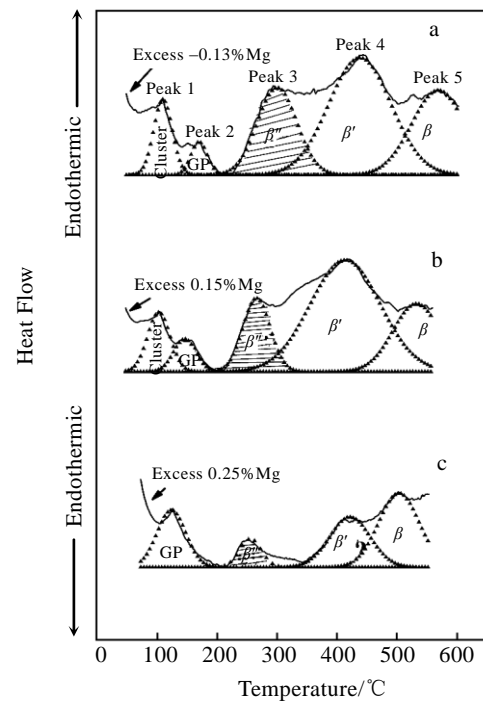 a
Peak 4
Excess −0.13%Mg
Peak 1
Peak 3
Peak 5
Peak 2
Cluster
GP
β″
β′
β
b
Excess 0.15%Mg
Cluster
GP
β″
β′
β
c
Excess 0.25%Mg
GP
β″
β′
β
Endothermic
Heat Flow
Endothermic
0 100 200 300 400 500 600
Temperature/℃